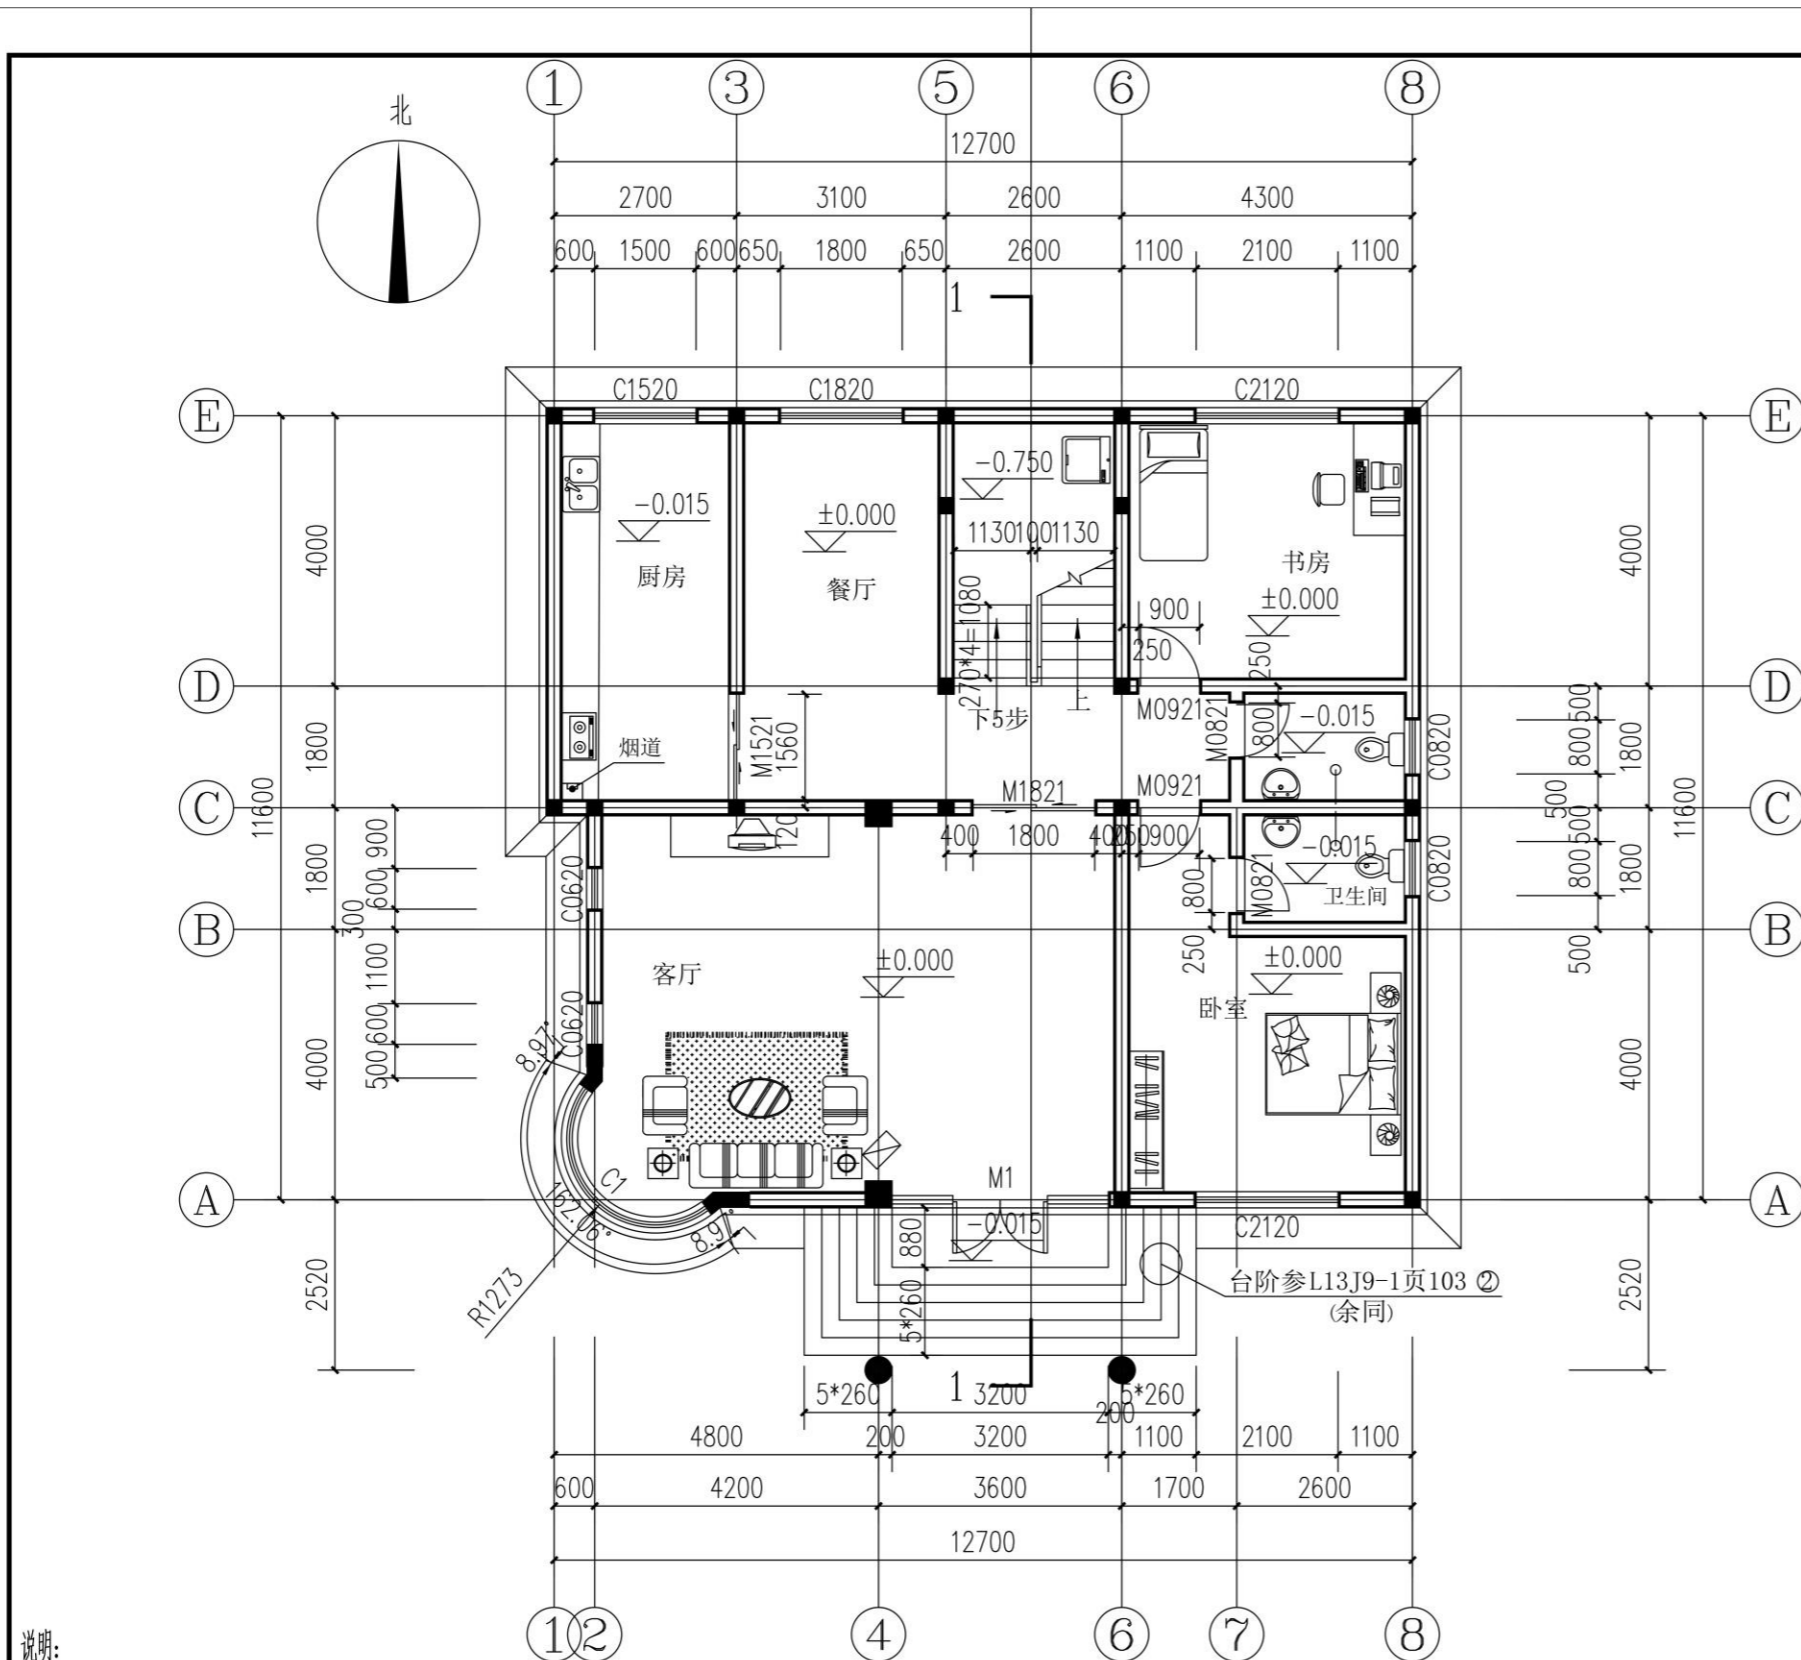 ① ③ ⑤ ⑥ ⑧
北
12700
2700 3100 2600 4300
600 1500 600 650 1800 650 2600 1100 2100 1100
1
C1520 C1820 C2120
E E
-0.750
-0.015 ±0.000
1130 100 1130
厨房 餐厅 书房
±0.000
4000 4000
270*4=1080
900
250
250
D D
下5步 上
M0921
M0821
800
-0.015
500
800
500
1800
C0820
烟道
M1521
1560
1800
M1821
M0921
C C
11600 11600
120
400 1800 400 250 900
900
600
300
1800
C0620
800
M0821
-0.015
卫生间
500
800
500
1800
C0820
B B
250
客厅
±0.000
±0.000
卧室
1100
600
500
C0620
4000 4000
8.97°
C1
162.06°
8.97°
R1273
M1
A A
-0.015
C2120
880
5*260
2520 2520
台阶参L13J9-1页103 ②
(余同)
1
5*260 3200 5*260
200
4800 200 3200 1100 2100 1100
600 4200 3600 1700 2600
12700
① ② ④ ⑥ ⑦ ⑧
说明: